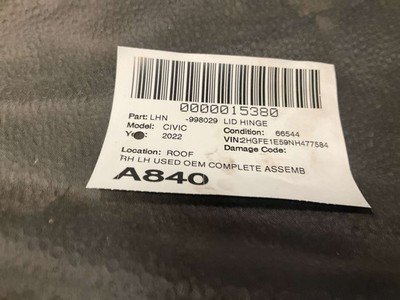 0000015380
Part: LHN -998029 LID HINGE
Model: CIVIC Condition: 66544
Year: 2022 VIN:2HGFE1E59NH477584
Damage Code:
Location: ROOF
RH LH USED OEM COMPLETE ASSEMB
A840